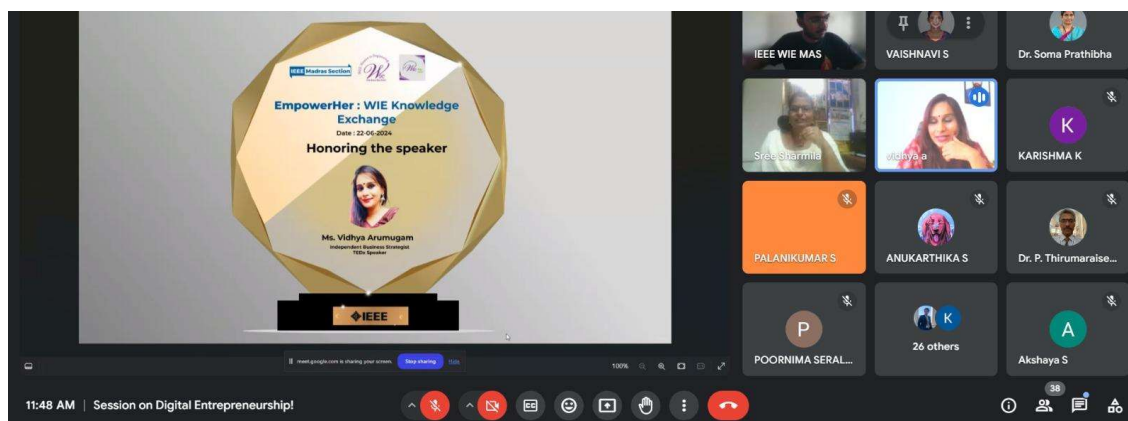 IEEE Madras Section
EmpowerHer : WIE Knowledge
Exchange
Date : 22-06-2024
Honoring the speaker
Ms. Vidhya Arumugam
Independent Business Strategist
TEDx Speaker
IEEE
meet.google.com is sharing your screen.
Stop sharing
Hide
100%
IEEE WIE MAS
VAISHNAVI S
Dr. Soma Prathibha
Sree Sharmila
vidhya a
K
KARISHMA K
PALANIKUMAR S
ANUKARTHIKA S
Dr. P. Thirumaraise...
P
POORNIMA SERAL...
K
26 others
A
Akshaya S
11:48 AM | Session on Digital Entrepreneurship!
38